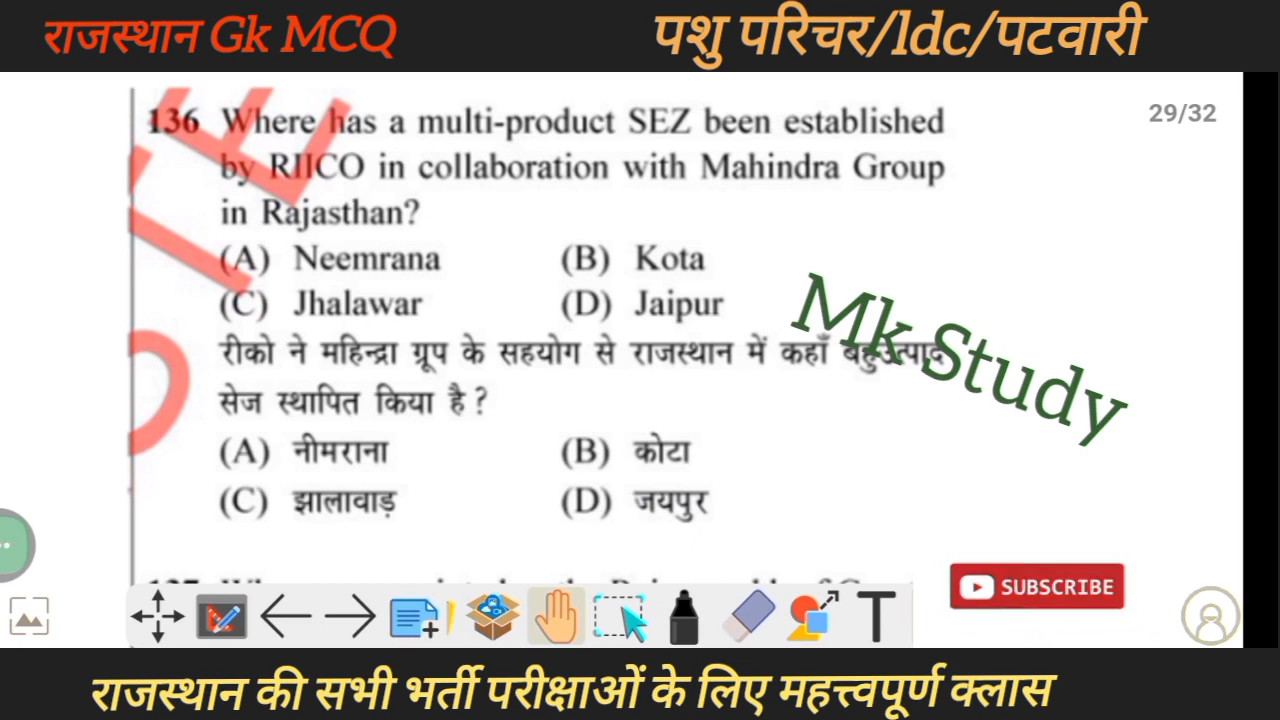 राजस्थान Gk MCQ
पशु परिचर/ldc/पटवारी
29/32
136 Where has a multi-product SEZ been established
by RIICO in collaboration with Mahindra Group
in Rajasthan?
(A) Neemrana (B) Kota
(C) Jhalawar (D) Jaipur
रीको ने महिन्द्रा ग्रूप के सहयोग से राजस्थान में कहाँ बहुउत्पाद
सेज स्थापित किया है ?
(A) नीमराना (B) कोटा
(C) झालावाड़ (D) जयपुर
Mk Study
SUBSCRIBE
T
राजस्थान की सभी भर्ती परीक्षाओं के लिए महत्त्वपूर्ण क्लास